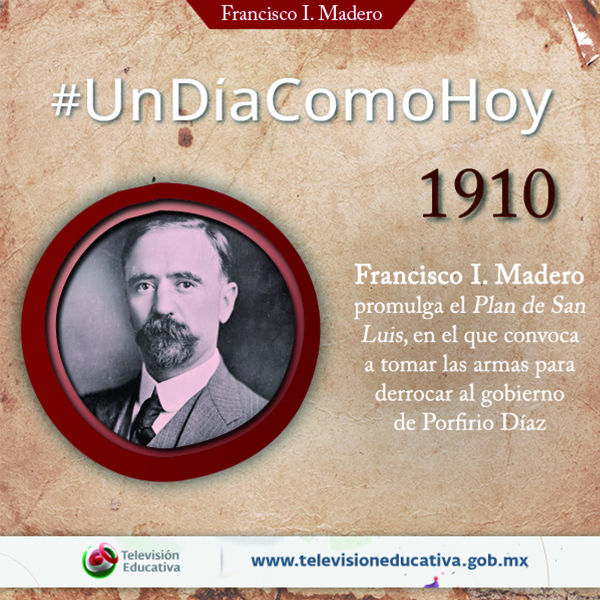 Francisco I. Madero
#UnDíaComoHoy
1910
Francisco I. Madero
promulga el Plan de San
Luis, en el que convoca
a tomar las armas para
derrocar al gobierno
de Porfirio Díaz
Televisión
Educativa
www.televisioneducativa.gob.mx